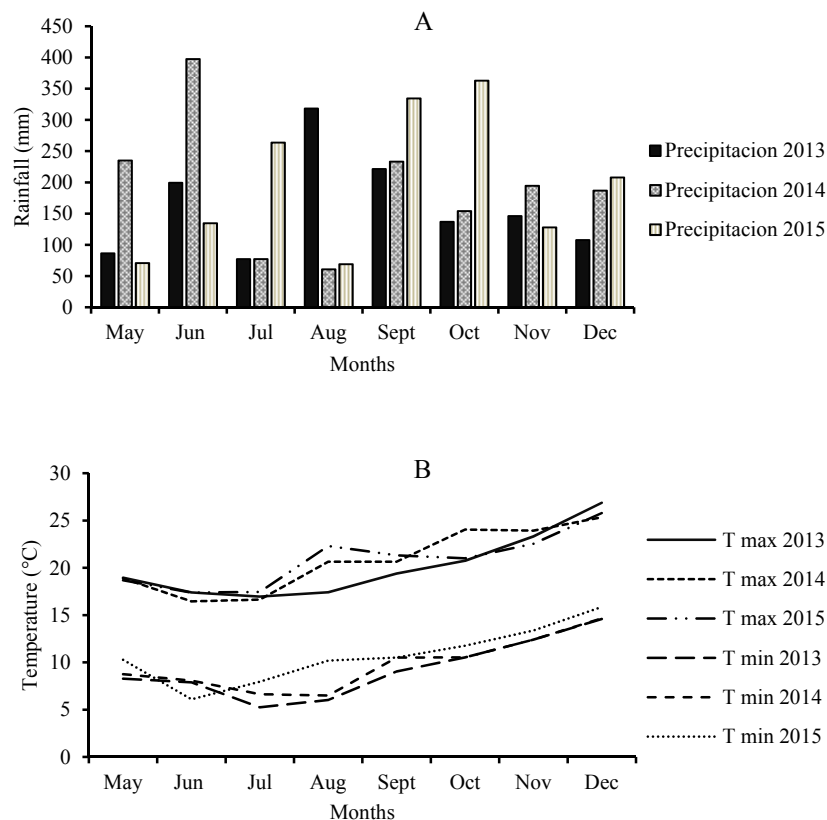 A
450
400
350
300
250
200
150
100
50
0
Rainfall (mm)
May Jun Jul Aug Sept Oct Nov Dec
Months
Precipitacion 2013
Precipitacion 2014
Precipitacion 2015
B
30
25
20
15
10
5
0
Temperature (°C)
May Jun Jul Aug Sept Oct Nov Dec
Months
T max 2013
T max 2014
T max 2015
T min 2013
T min 2014
T min 2015